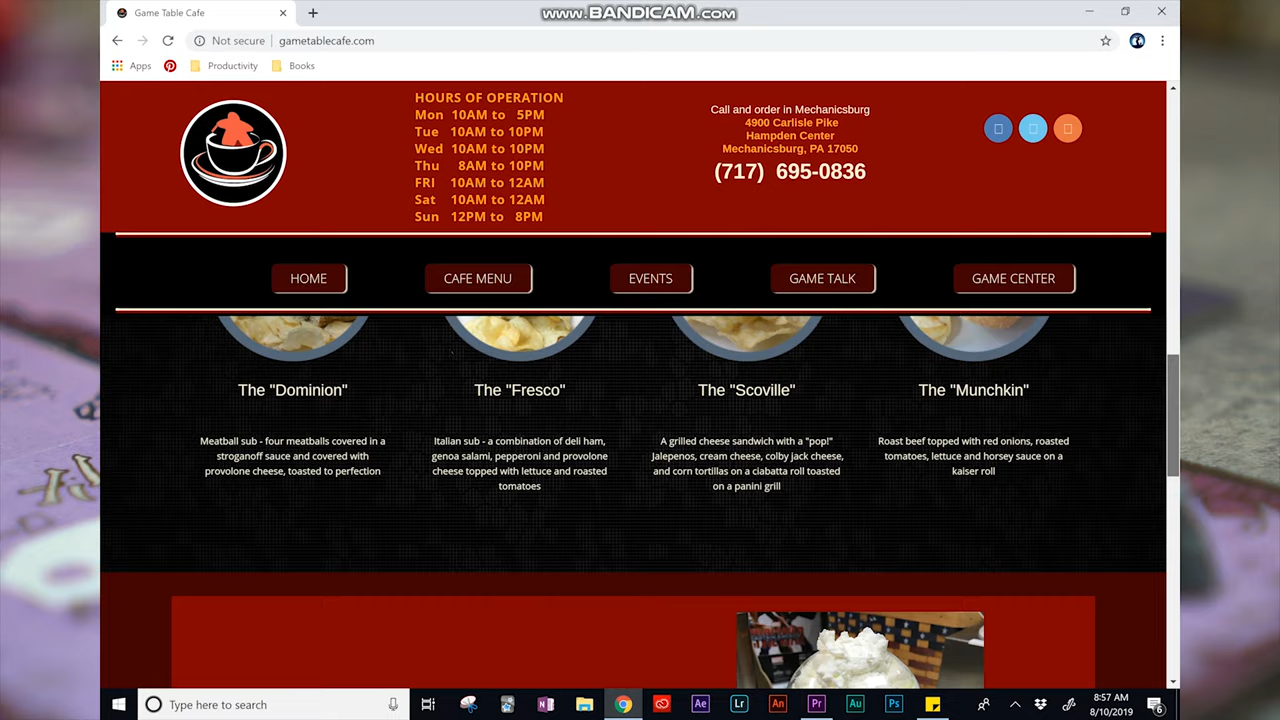 Game Table Cafe
www.BANDICAM.com
Not secure
gametablecafe.com
Apps
Productivity
Books
HOURS OF OPERATION
Mon 10AM to 5PM
Tue 10AM to 10PM
Wed 10AM to 10PM
Thu 8AM to 10PM
FRI 10AM to 12AM
Sat 10AM to 12AM
Sun 12PM to 8PM
Call and order in Mechanicsburg
4900 Carlisle Pike
Hampden Center
Mechanicsburg, PA 17050
(717) 695-0836
HOME
CAFE MENU
EVENTS
GAME TALK
GAME CENTER
The "Dominion"
Meatball sub - four meatballs covered in a
stroganoff sauce and covered with
provolone cheese, toasted to perfection
The "Fresco"
Italian sub - a combination of deli ham,
genoa salami, pepperoni and provolone
cheese topped with lettuce and roasted
tomatoes
The "Scoville"
A grilled cheese sandwich with a "pop!"
Jalepenos, cream cheese, colby jack cheese,
and corn tortillas on a ciabatta roll toasted
on a panini grill
The "Munchkin"
Roast beef topped with red onions, roasted
tomatoes, lettuce and horsey sauce on a
kaiser roll
Type here to search
Ae
Lr
An
Pr
Au
Ps
8:57 AM
8/10/2019
6